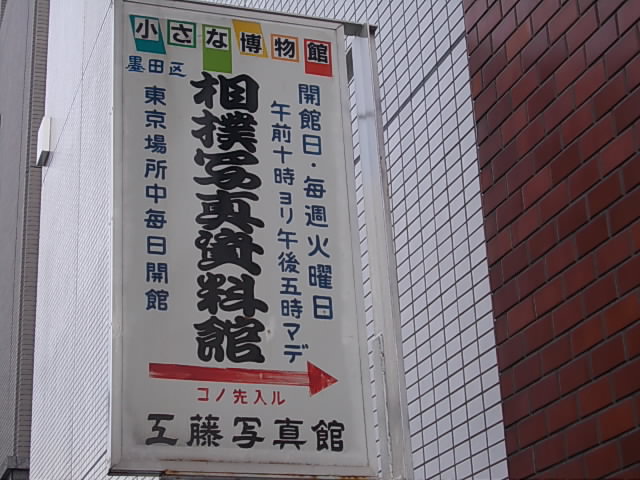 小さな博物館
墨田区
開館日・毎週火曜日
午前十時ヨリ午後五時マデ
相撲写真資料館
東京場所中毎日開館
コノ先入ル
工藤写真館